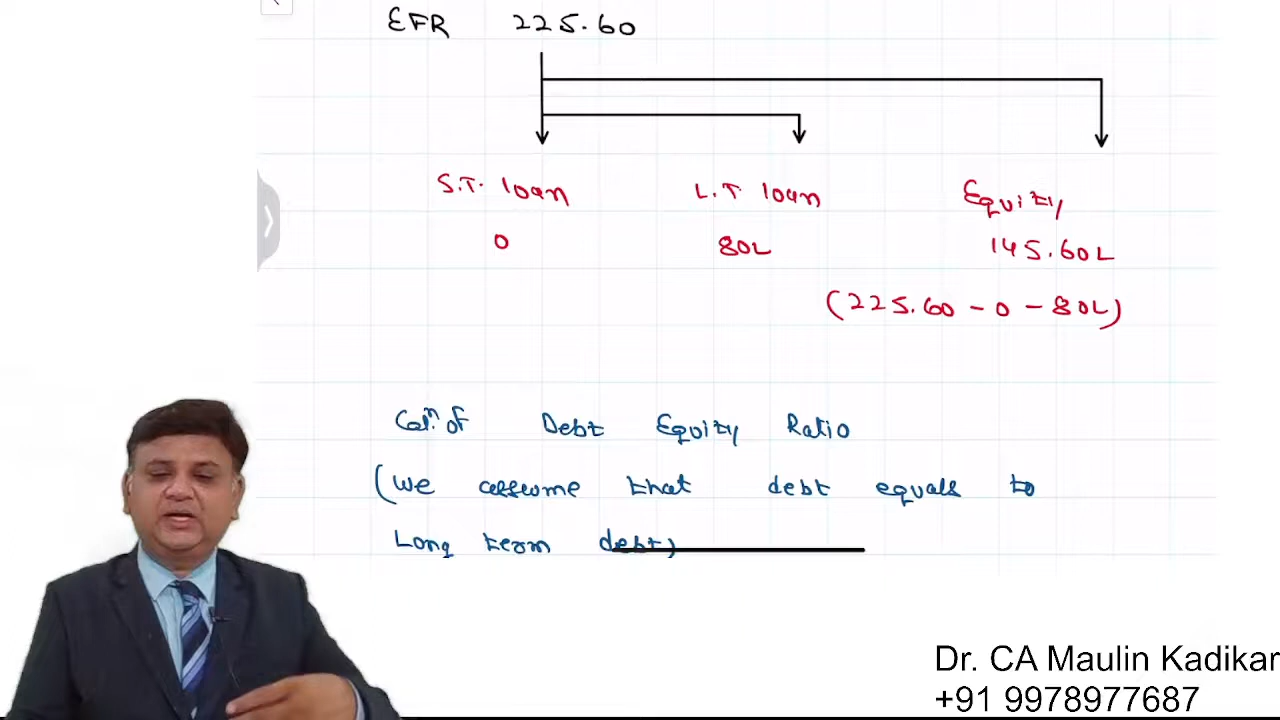 EFR 225.60
S.T. loan L.T loan Equity
0 80L 145.60L
(225.60 - 0 - 80L)
Caln. of Debt Equity Ratio
(we assume that debt equals to
Long term debt)
Dr. CA Maulin Kadikar
+91 9978977687